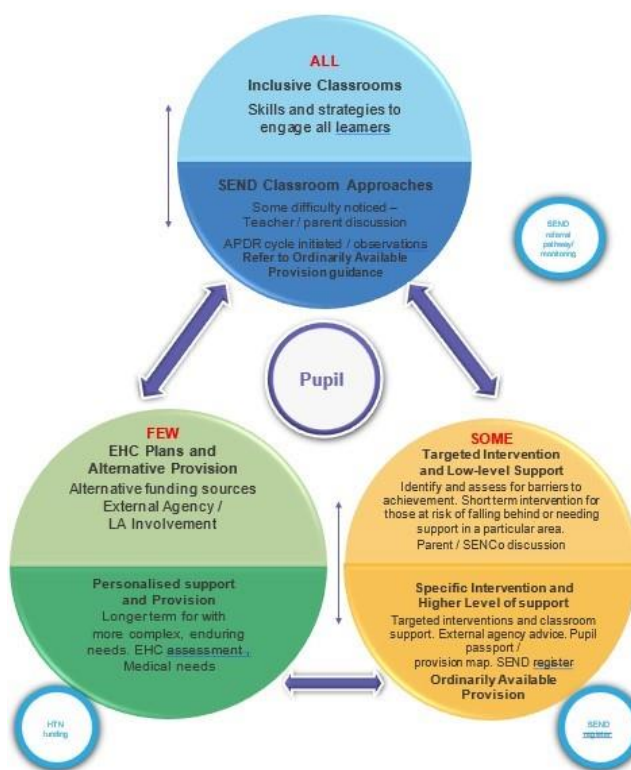 ALL
Inclusive Classrooms
Skills and strategies to
engage all learners
SEND Classroom Approaches
Some difficulty noticed –
Teacher / parent discussion
APDR cycle initiated / observations
Refer to Ordinarily Available
Provision guidance
SEND
referral
pathway/
monitoring
Pupil
FEW
EHC Plans and
Alternative Provision
Alternative funding sources
External Agency /
LA Involvement
Personalised support
and Provision
Longer term for with
more complex, enduring
needs. EHC assessment .
Medical needs
HTN
funding
SOME
Targeted Intervention
and Low-level Support
Identify and assess for barriers to
achievement. Short term intervention for
those at risk of falling behind or needing
support in a particular area.
Parent / SENCo discussion
Specific Intervention and
Higher Level of support
Targeted interventions and classroom
support. External agency advice. Pupil
passport /
provision map. SEND register
Ordinarily Available
Provision
SEND
register